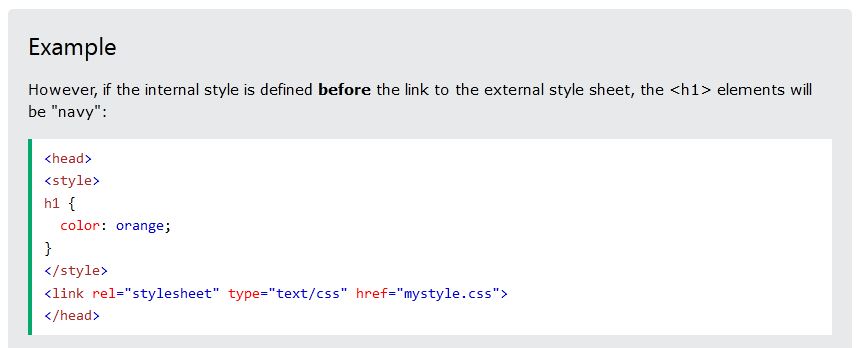 Example
However, if the internal style is defined before the link to the external style sheet, the <h1> elements will
be "navy":
<head>
<style>
h1 {
  color: orange;
}
</style>
<link rel="stylesheet" type="text/css" href="mystyle.css">
</head>